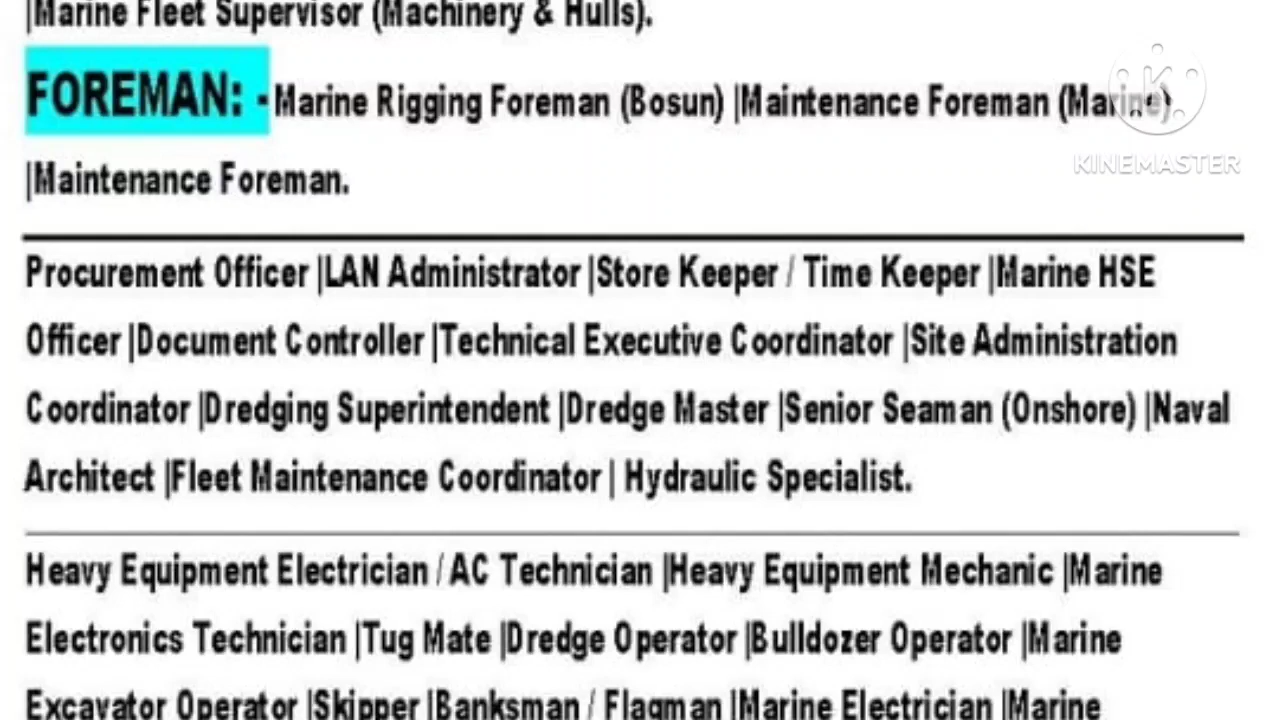 |Marine Fleet Supervisor (Machinery & Hulls).
FOREMAN: - Marine Rigging Foreman (Bosun) |Maintenance Foreman (Marine)
|Maintenance Foreman.
KINEMASTER
Procurement Officer |LAN Administrator |Store Keeper / Time Keeper |Marine HSE
Officer |Document Controller |Technical Executive Coordinator |Site Administration
Coordinator |Dredging Superintendent |Dredge Master |Senior Seaman (Onshore) |Naval
Architect |Fleet Maintenance Coordinator | Hydraulic Specialist.
Heavy Equipment Electrician / AC Technician |Heavy Equipment Mechanic |Marine
Electronics Technician |Tug Mate |Dredge Operator |Bulldozer Operator |Marine
Excavator Operator |Skipper |Banksman / Flagman |Marine Electrician |Marine